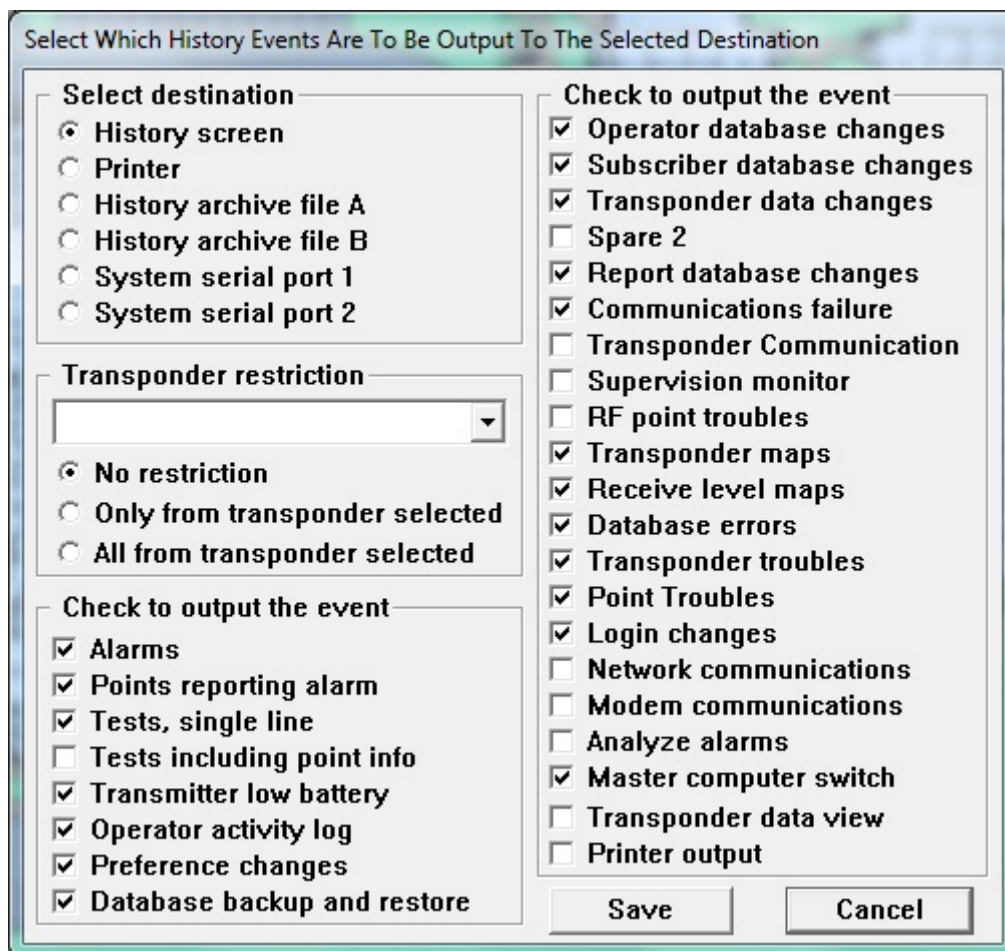 Select Which History Events Are To Be Output To The Selected Destination
Select destination
History screen
Printer
History archive file A
History archive file B
System serial port 1
System serial port 2
Transponder restriction
No restriction
Only from transponder selected
All from transponder selected
Check to output the event
Alarms
Points reporting alarm
Tests, single line
Tests including point info
Transmitter low battery
Operator activity log
Preference changes
Database backup and restore
Check to output the event
Operator database changes
Subscriber database changes
Transponder data changes
Spare 2
Report database changes
Communications failure
Transponder Communication
Supervision monitor
RF point troubles
Transponder maps
Receive level maps
Database errors
Transponder troubles
Point Troubles
Login changes
Network communications
Modem communications
Analyze alarms
Master computer switch
Transponder data view
Printer output
Save
Cancel